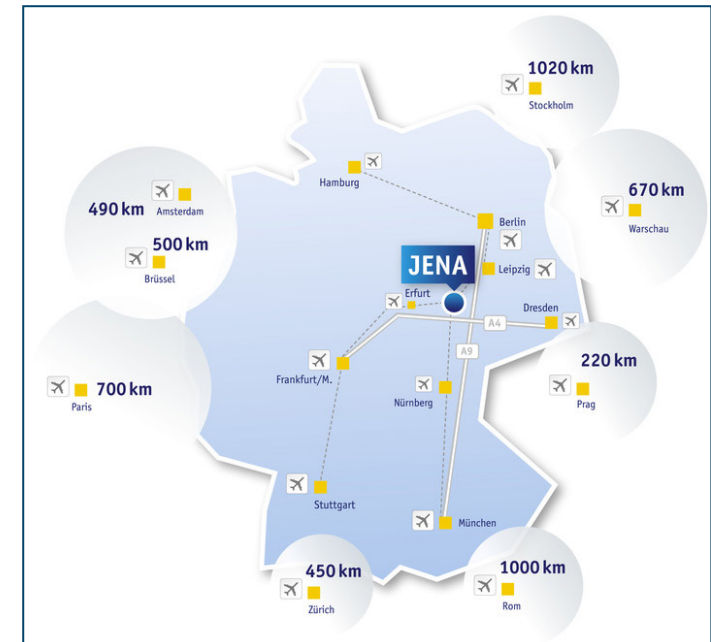 1020 km
Stockholm
Hamburg
490 km
Amsterdam
500 km
Brüssel
670 km
Warschau
Berlin
JENA
Leipzig
Erfurt
Dresden
A4
A9
Frankfurt/M.
700 km
Paris
Nürnberg
220 km
Prag
Stuttgart
München
450 km
Zürich
1000 km
Rom